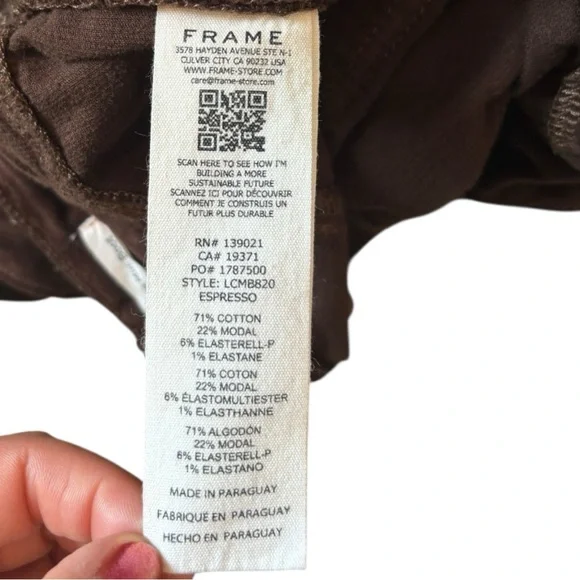 FRAME
3578 HAYDEN AVENUE STE N-1
CULVER CITY CA 90232 USA
WWW.FRAME-STORE.COM
care@frame-store.com
SCAN HERE TO SEE HOW I'M
BUILDING A MORE
SUSTAINABLE FUTURE
SCANNEZ ICI POUR DÉCOUVRIR
COMMENT JE CONSTRUIS UN
FUTUR PLUS DURABLE
RN# 139021
CA# 19371
PO# 1787500
STYLE: LCMB820
ESPRESSO
71% COTTON
22% MODAL
6% ELASTERELL-P
1% ELASTANE
71% COTON
22% MODAL
6% ÉLASTOMULTIESTER
1% ELASTHANNE
71% ALGODÓN
22% MODAL
6% ELASTERELL-P
1% ELASTANO
MADE IN PARAGUAY
FABRIQUÉ EN PARAGUAY
HECHO EN PARAGUAY